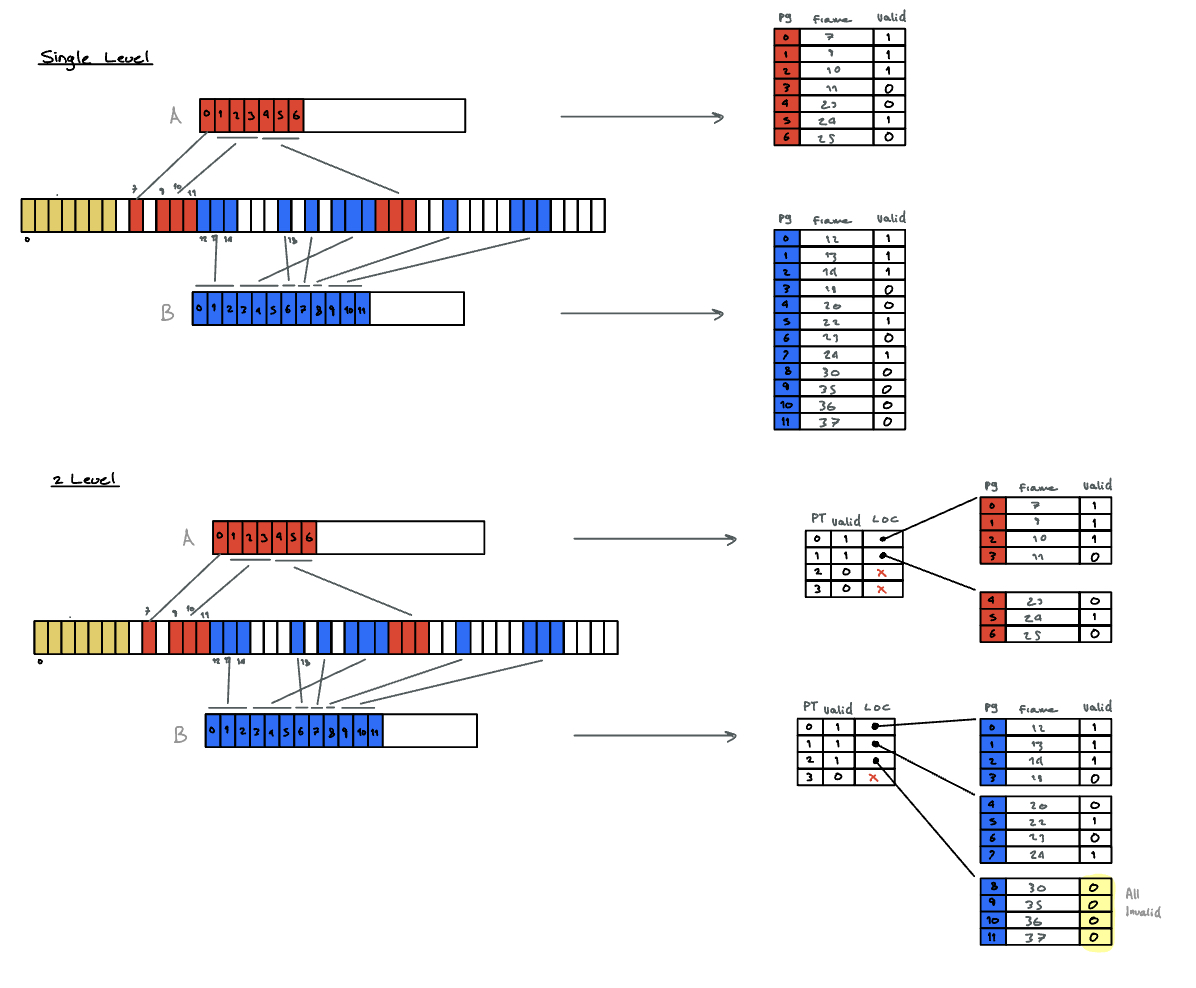 Single Level
Pg Frame Valid
0 7 1
1 9 1
2 10 1
3 11 0
4 23 0
5 24 1
6 25 0
A
0 1 2 3 4 5 6
7 9 10 11
0 12 13 14 18
B
0 1 2 3 4 5 6 7 8 9 10 11
Pg Frame Valid
0 12 1
1 13 1
2 14 1
3 18 0
4 20 0
5 22 1
6 23 0
7 24 1
8 30 0
9 35 0
10 36 0
11 37 0
2 Level
A
0 1 2 3 4 5 6
7 9 10 11
0 12 13 14 18
B
0 1 2 3 4 5 6 7 8 9 10 11
PT Valid Loc
0 1
1 1
2 0 x
3 0 x
Pg Frame Valid
0 7 1
1 9 1
2 10 1
3 11 0
4 23 0
5 24 1
6 25 0
PT Valid Loc
0 1
1 1
2 1
3 0 x
Pg Frame Valid
0 12 1
1 13 1
2 14 1
3 18 0
4 20 0
5 22 1
6 23 0
7 24 1
8 30 0
9 35 0
10 36 0
11 37 0
All
Invalid